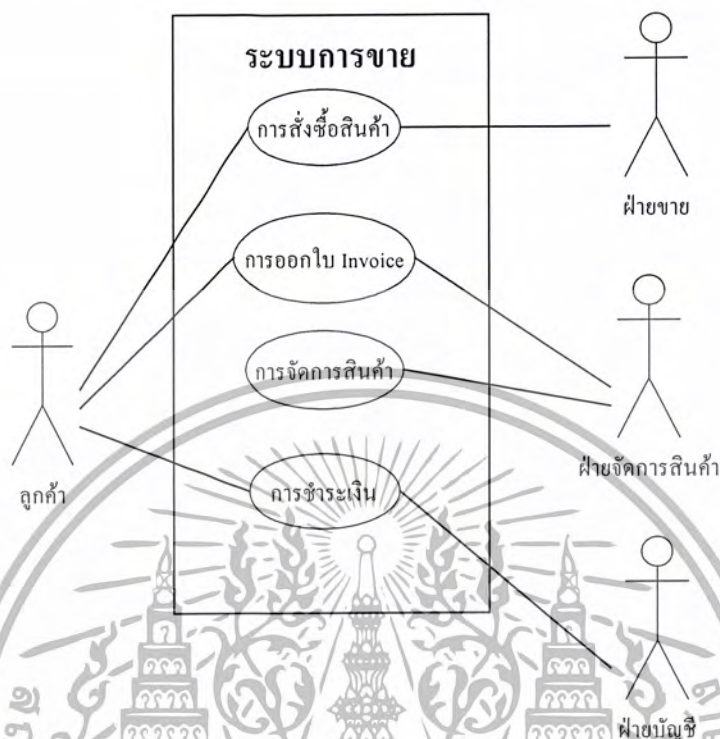 ระบบการขาย
การสั่งซื้อสินค้า
ฝ่ายขาย
การออกใบ Invoice
การจัดการสินค้า
ฝ่ายจัดการสินค้า
ลูกค้า
การชำระเงิน
ฝ่ายบัญชี